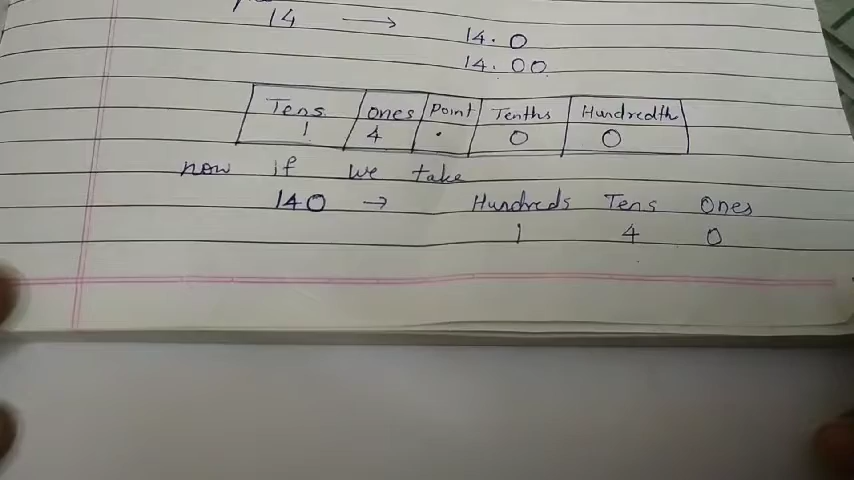 14 → 14.0
14.00
Tens Ones Point Tenths Hundredth
1 4 . 0 0
now if we take
140 → Hundreds Tens Ones
1 4 0